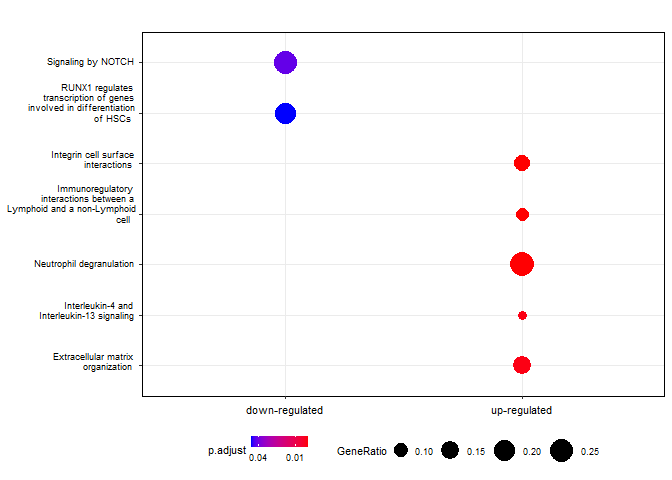 Signaling by NOTCH
RUNX1 regulates
transcription of genes
involved in differentiation
of HSCs
Integrin cell surface
interactions
Immunoregulatory
interactions between a
Lymphoid and a non-Lymphoid
cell
Neutrophil degranulation
Interleukin-4 and
Interleukin-13 signaling
Extracellular matrix
organization
down-regulated up-regulated
p.adjust 0.04 0.01 GeneRatio 0.10 0.15 0.20 0.25